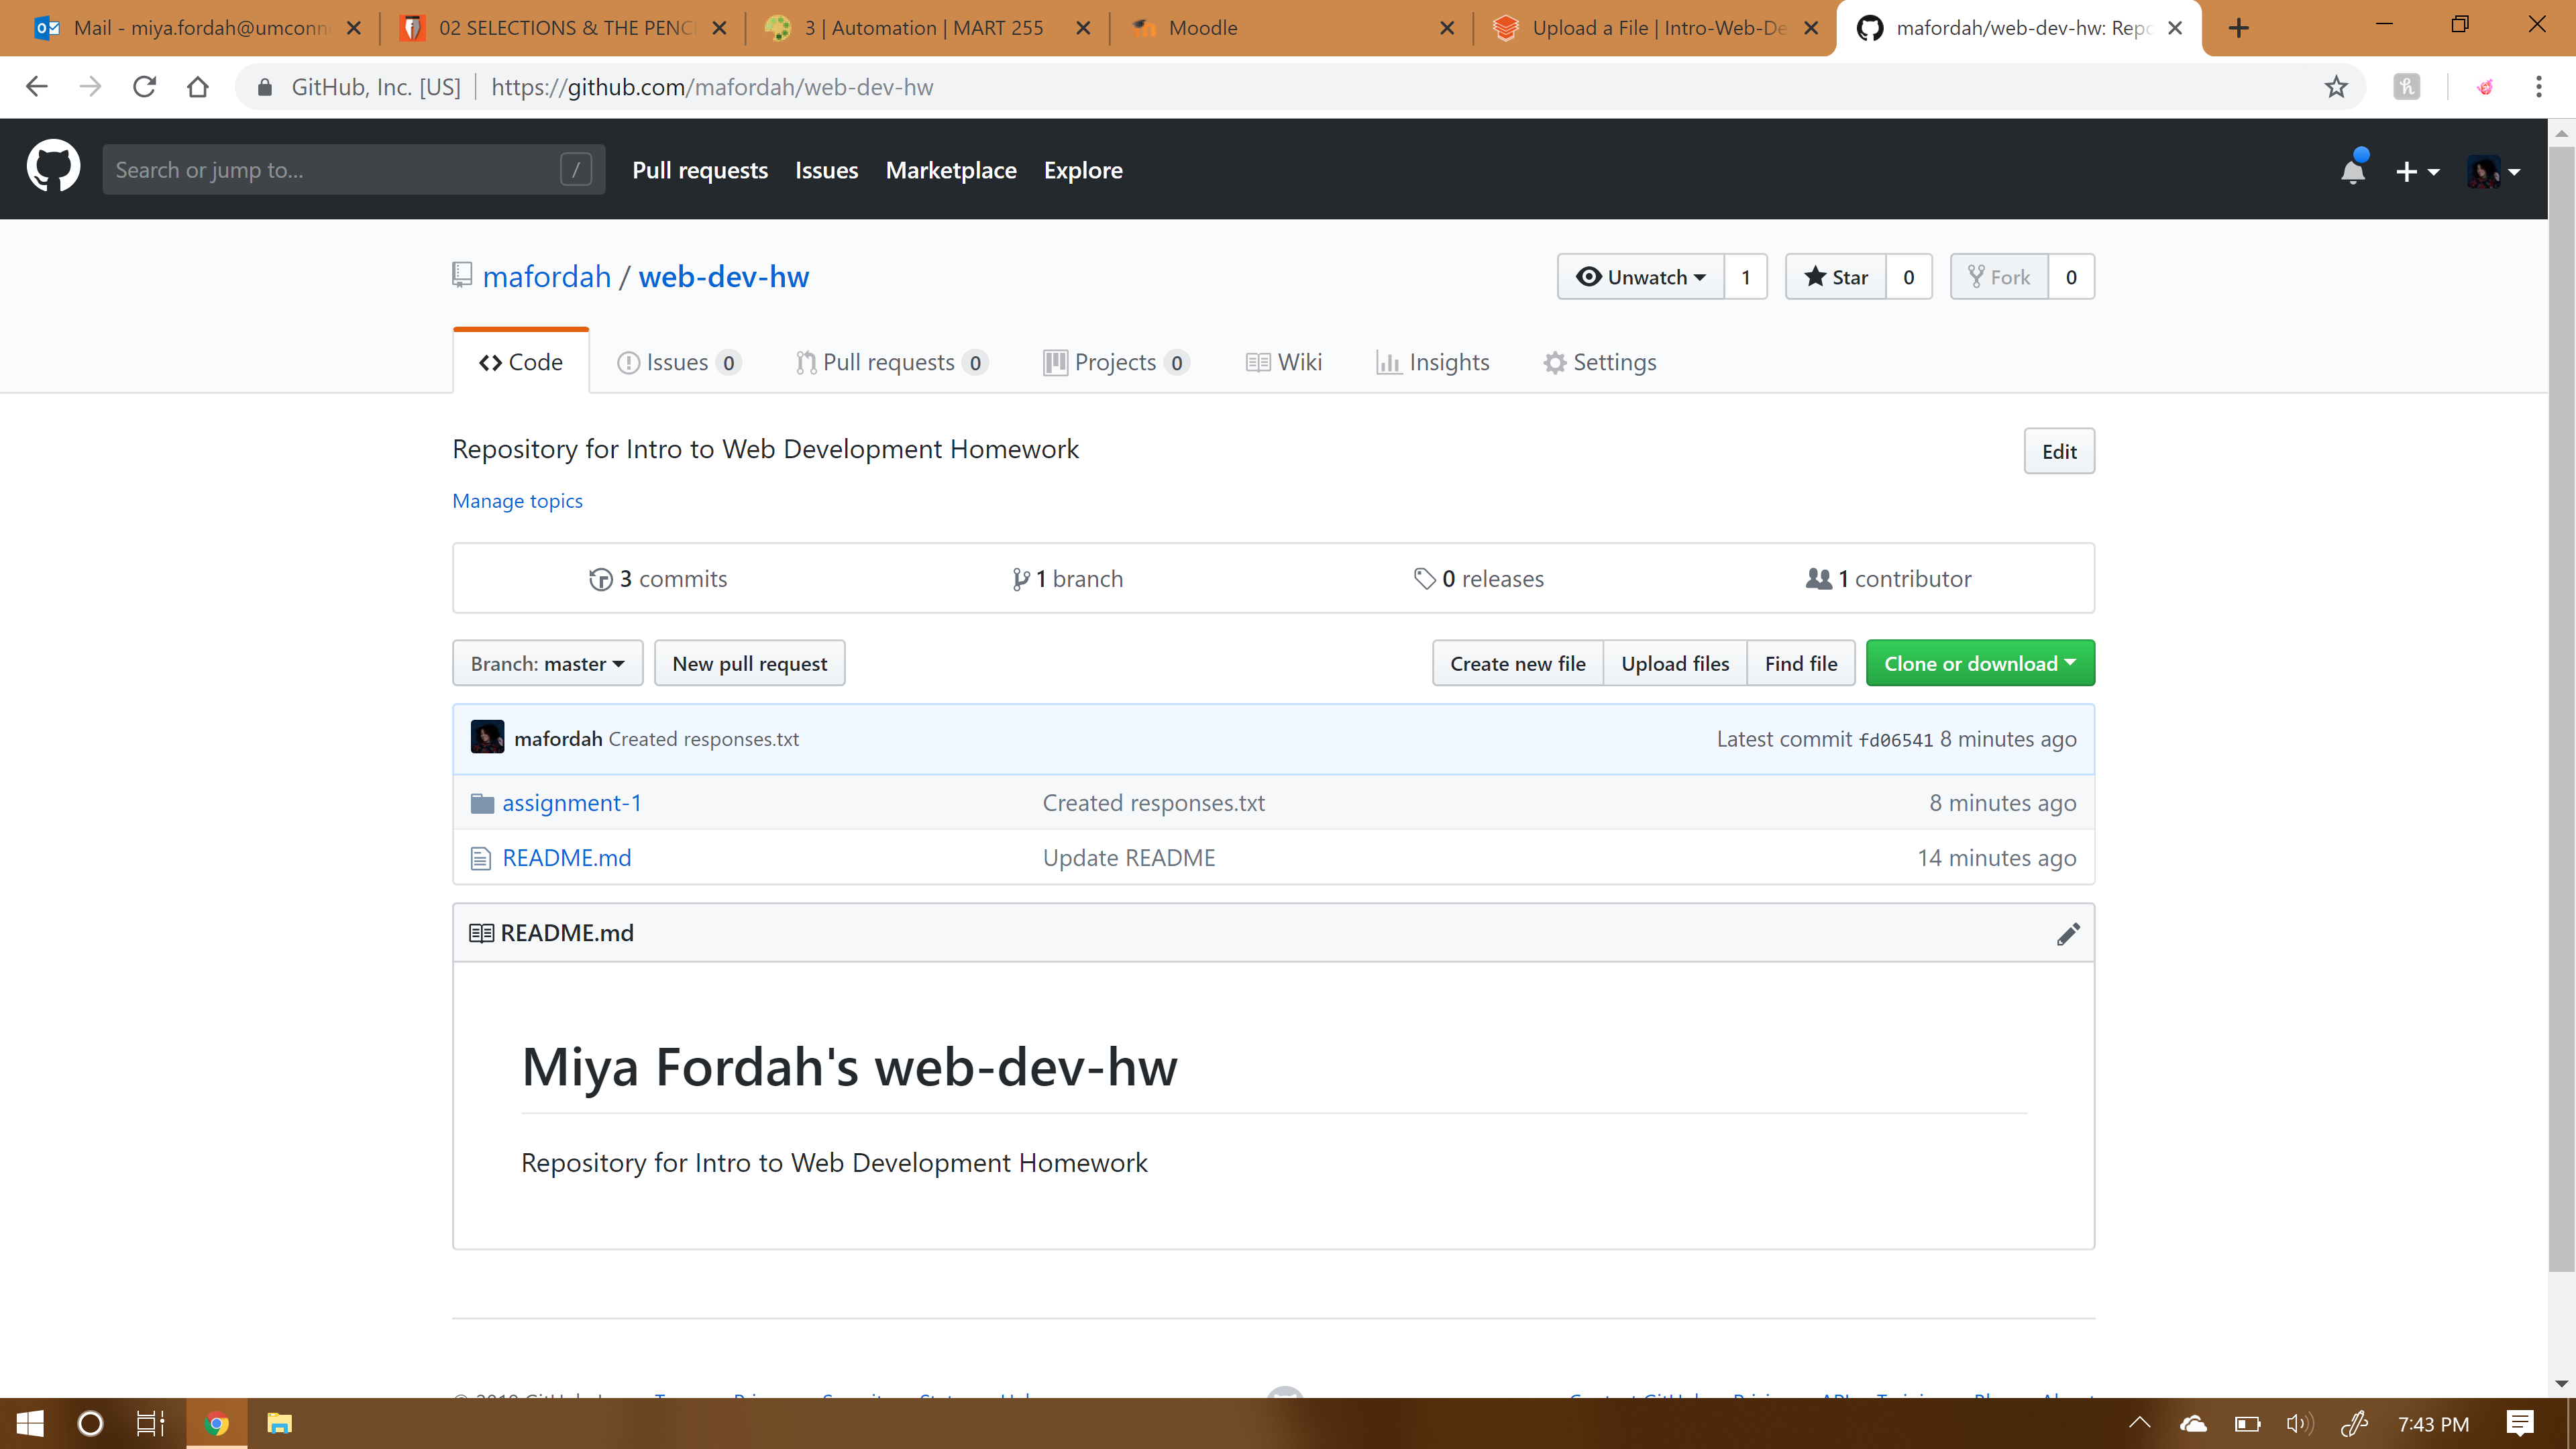 Mail - miya.fordah@umconn
02 SELECTIONS & THE PENC
3 | Automation | MART 255
Moodle
Upload a File | Intro-Web-De
mafordah/web-dev-hw: Repo
GitHub, Inc. [US] https://github.com/mafordah/web-dev-hw
Search or jump to... /
Pull requests Issues Marketplace Explore
mafordah / web-dev-hw
Unwatch 1 Star 0 Fork 0
Code Issues 0 Pull requests 0 Projects 0 Wiki Insights Settings
Repository for Intro to Web Development Homework
Edit
Manage topics
3 commits 1 branch 0 releases 1 contributor
Branch: master New pull request Create new file Upload files Find file Clone or download
mafordah Created responses.txt Latest commit fd06541 8 minutes ago
assignment-1 Created responses.txt 8 minutes ago
README.md Update README 14 minutes ago
README.md
Miya Fordah's web-dev-hw
Repository for Intro to Web Development Homework
7:43 PM